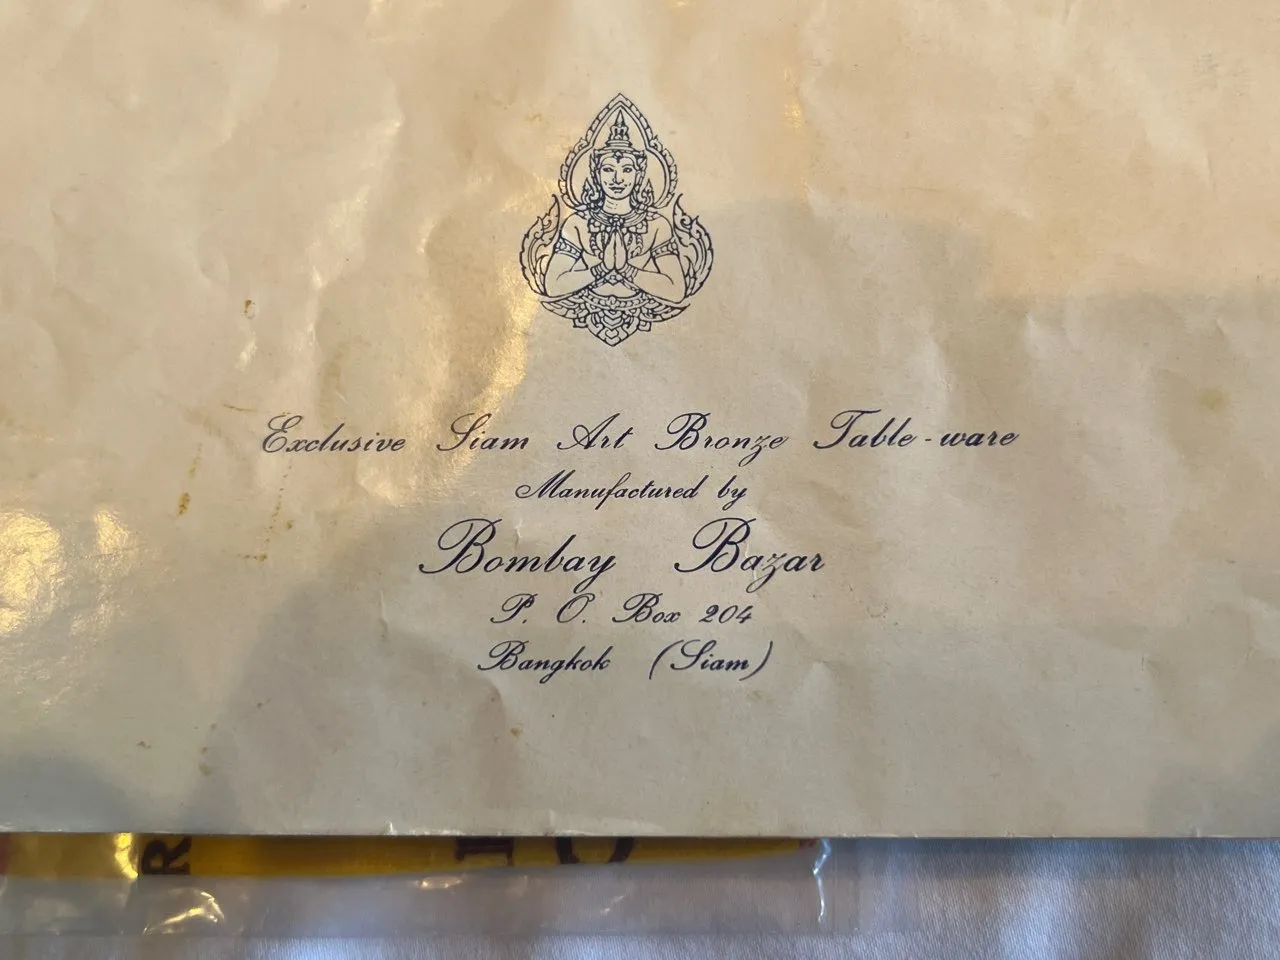 Exclusive Siam Art Bronze Table-ware
Manufactured by
Bombay Bazar
P. O. Box 204
Bangkok (Siam)
R